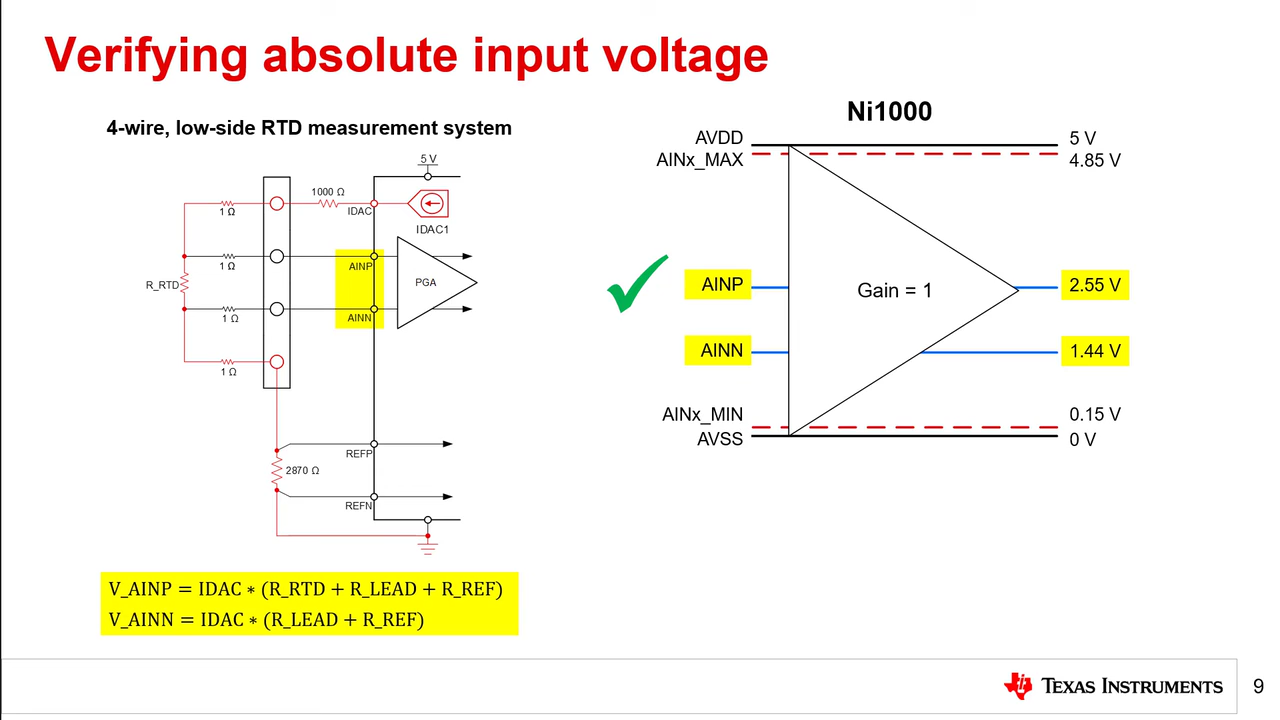 Verifying absolute input voltage
4-wire, low-side RTD measurement system
5 V
1000 Ω
1 Ω
IDAC
IDAC1
1 Ω
AINP
R_RTD
PGA
1 Ω
AINN
1 Ω
REFP
2870 Ω
REFN
V_AINP = IDAC ∗ (R_RTD + R_LEAD + R_REF)
V_AINN = IDAC ∗ (R_LEAD + R_REF)
Ni1000
AVDD 5 V
AINx_MAX 4.85 V
AINP Gain = 1 2.55 V
AINN 1.44 V
AINx_MIN 0.15 V
AVSS 0 V
TEXAS INSTRUMENTS
9